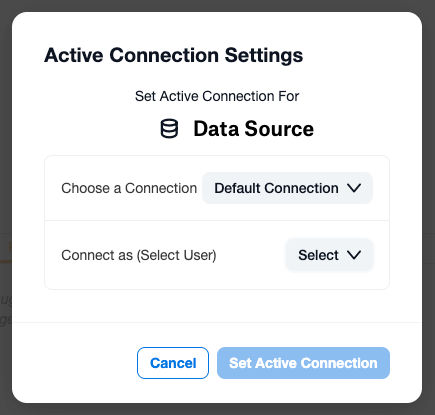 Active Connection Settings
Set Active Connection For
Data Source
Choose a Connection Default Connection
Connect as (Select User) Select
Cancel Set Active Connection